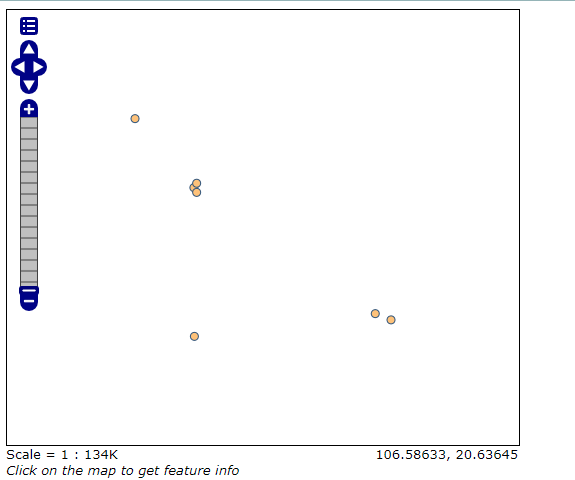 Scale = 1 : 134K 106.58633, 20.63645
Click on the map to get feature info